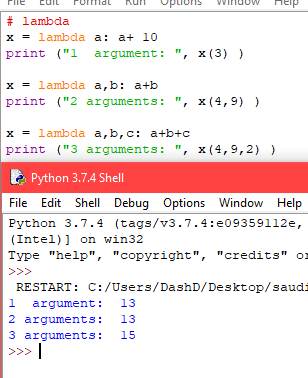 File Edit Format Run Options Window Help
# lambda
x = lambda a: a+ 10
print ("1  argument: ", x(3) )
x = lambda a,b: a+b
print ("2 arguments: ", x(4,9) )
x = lambda a,b,c: a+b+c
print ("3 arguments: ", x(4,9,2) )
Python 3.7.4 Shell
File Edit Shell Debug Options Window Help
Python 3.7.4 (tags/v3.7.4:e09359112e,
(Intel)] on win32
Type "help", "copyright", "credits" or
>>>
RESTART: C:/Users/DashD/Desktop/saudi
1  argument:  13
2 arguments:  13
3 arguments:  15
>>>